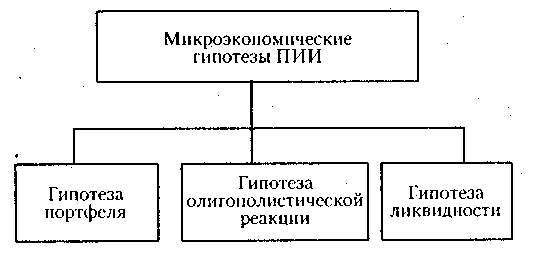 Микроэкономические
гипотезы ПИИ
Гипотеза
портфеля
Гипотеза
олигополистической
реакции
Гипотеза
ликвидности